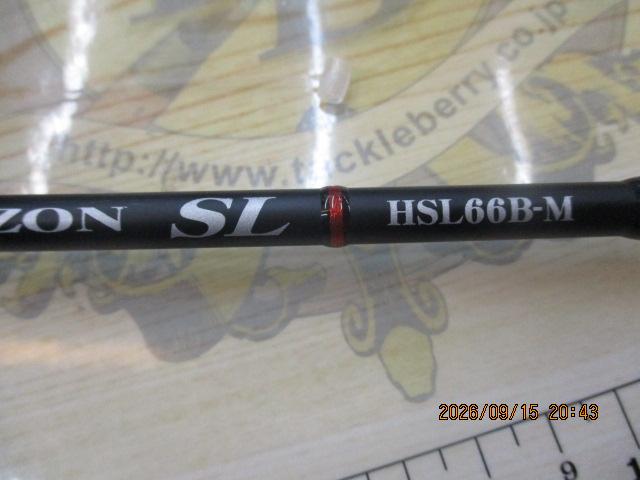 http://www.tackleberry.co.jp
ZON SL HSL66B-M
2026/09/15 20:43
9